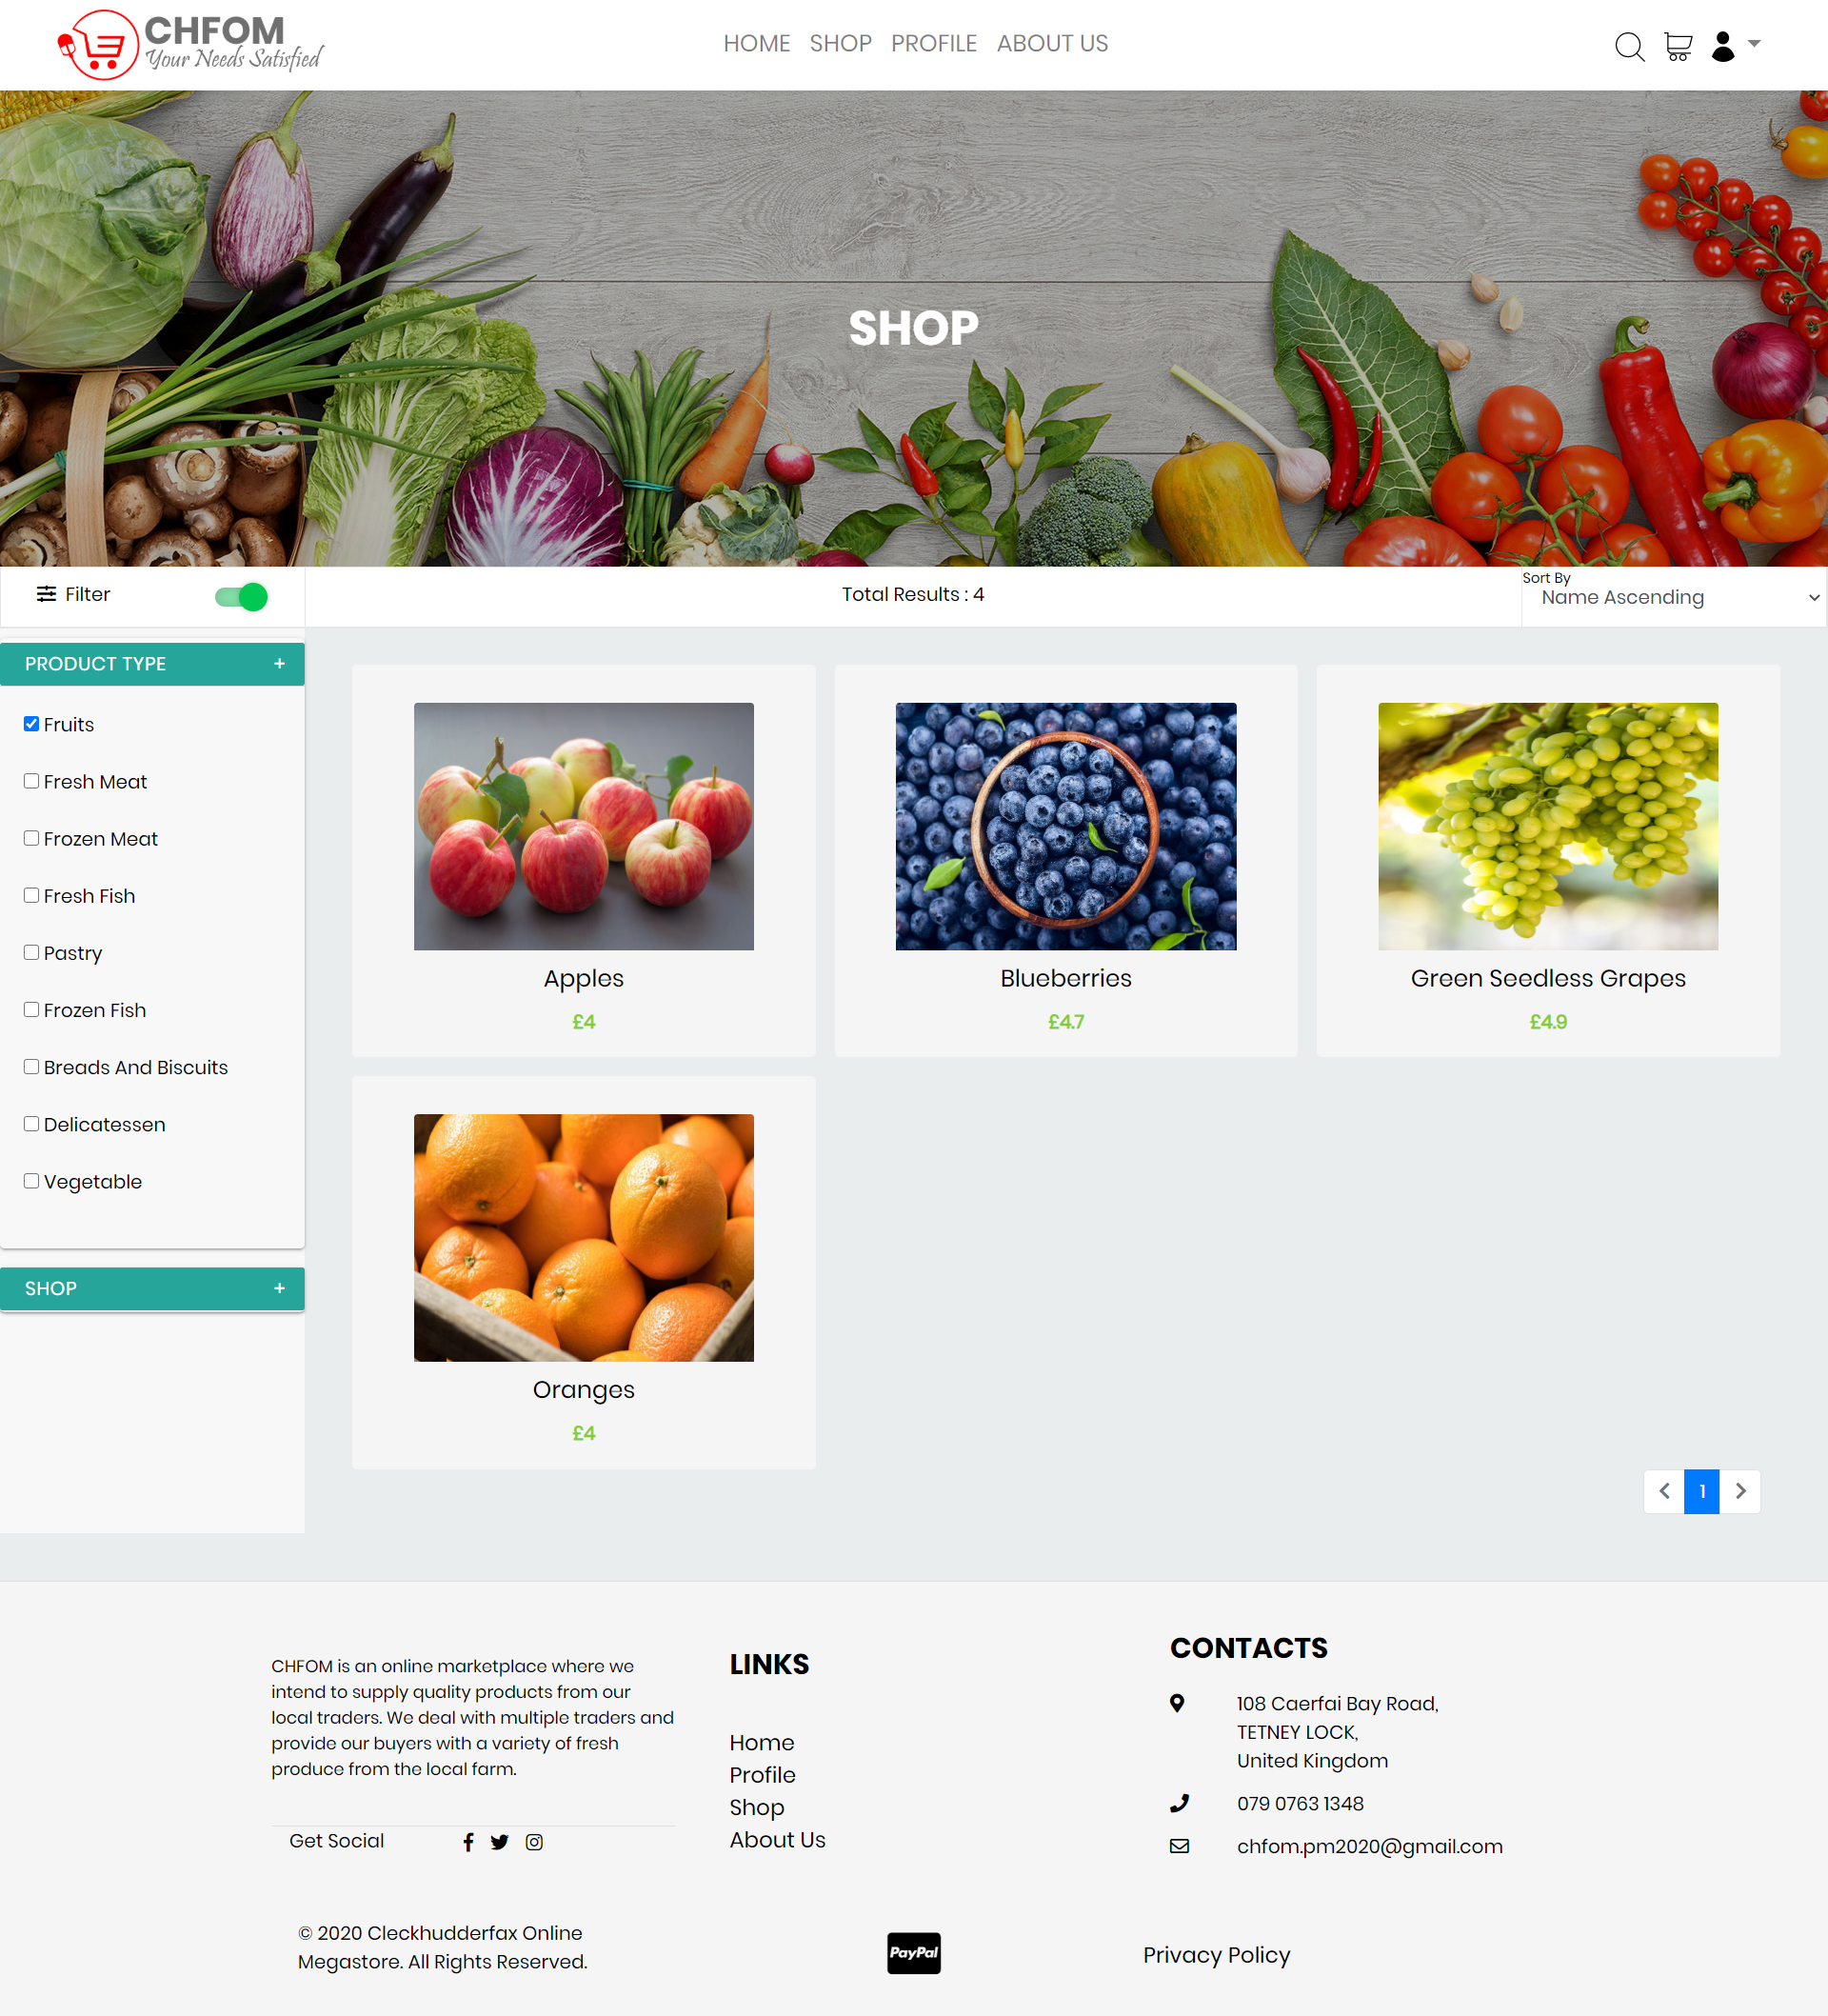 CHFOM
Your Needs Satisfied
HOME SHOP PROFILE ABOUT US
SHOP
Filter
Total Results : 4
Sort By
Name Ascending
PRODUCT TYPE +
Fruits
Fresh Meat
Frozen Meat
Fresh Fish
Pastry
Frozen Fish
Breads And Biscuits
Delicatessen
Vegetable
SHOP +
Apples
£4
Blueberries
£4.7
Green Seedless Grapes
£4.9
Oranges
£4
1
CHFOM is an online marketplace where we
intend to supply quality products from our
local traders. We deal with multiple traders and
provide our buyers with a variety of fresh
produce from the local farm.
Get Social
LINKS
Home
Profile
Shop
About Us
CONTACTS
108 Caerfai Bay Road,
TETNEY LOCK,
United Kingdom
079 0763 1348
chfom.pm2020@gmail.com
© 2020 Cleckhudderfax Online
Megastore. All Rights Reserved.
PayPal
Privacy Policy